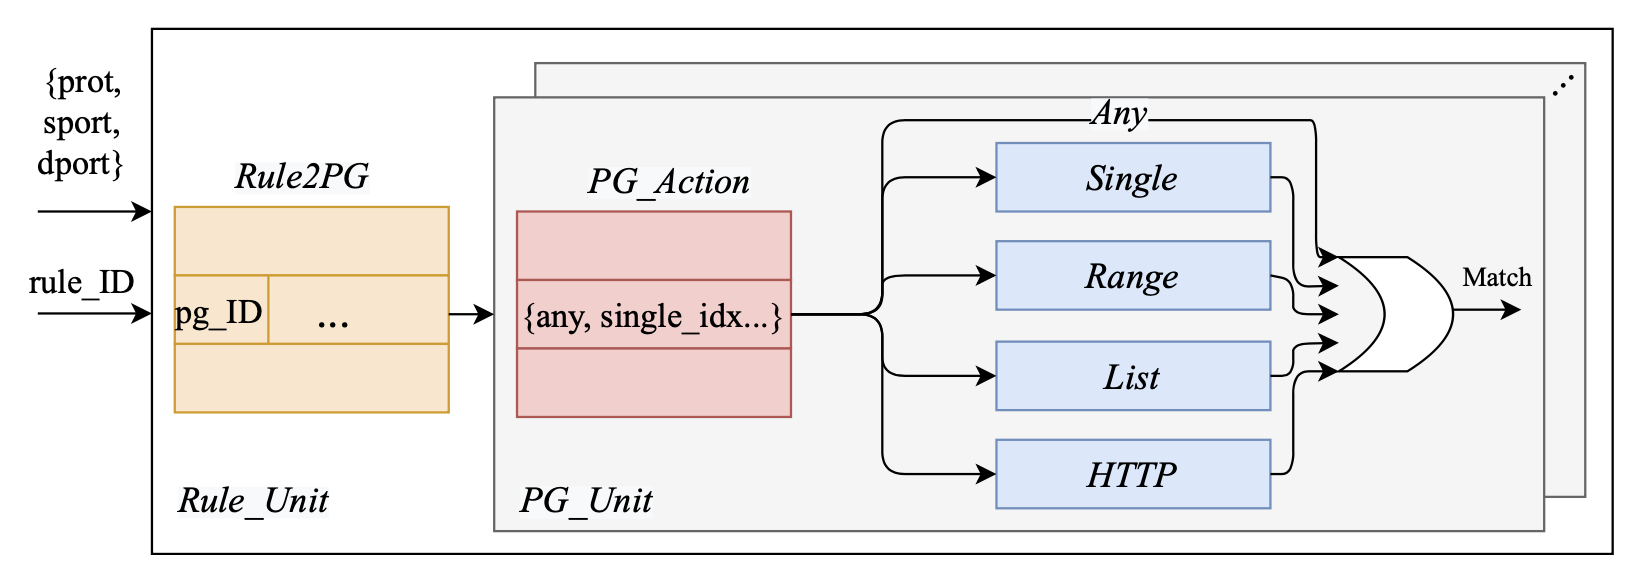 {prot,
sport,
dport}
rule_ID
Rule2PG
pg_ID
...
Rule_Unit
PG_Action
{any, single_idx...}
PG_Unit
Any
Single
Range
List
HTTP
...
Match